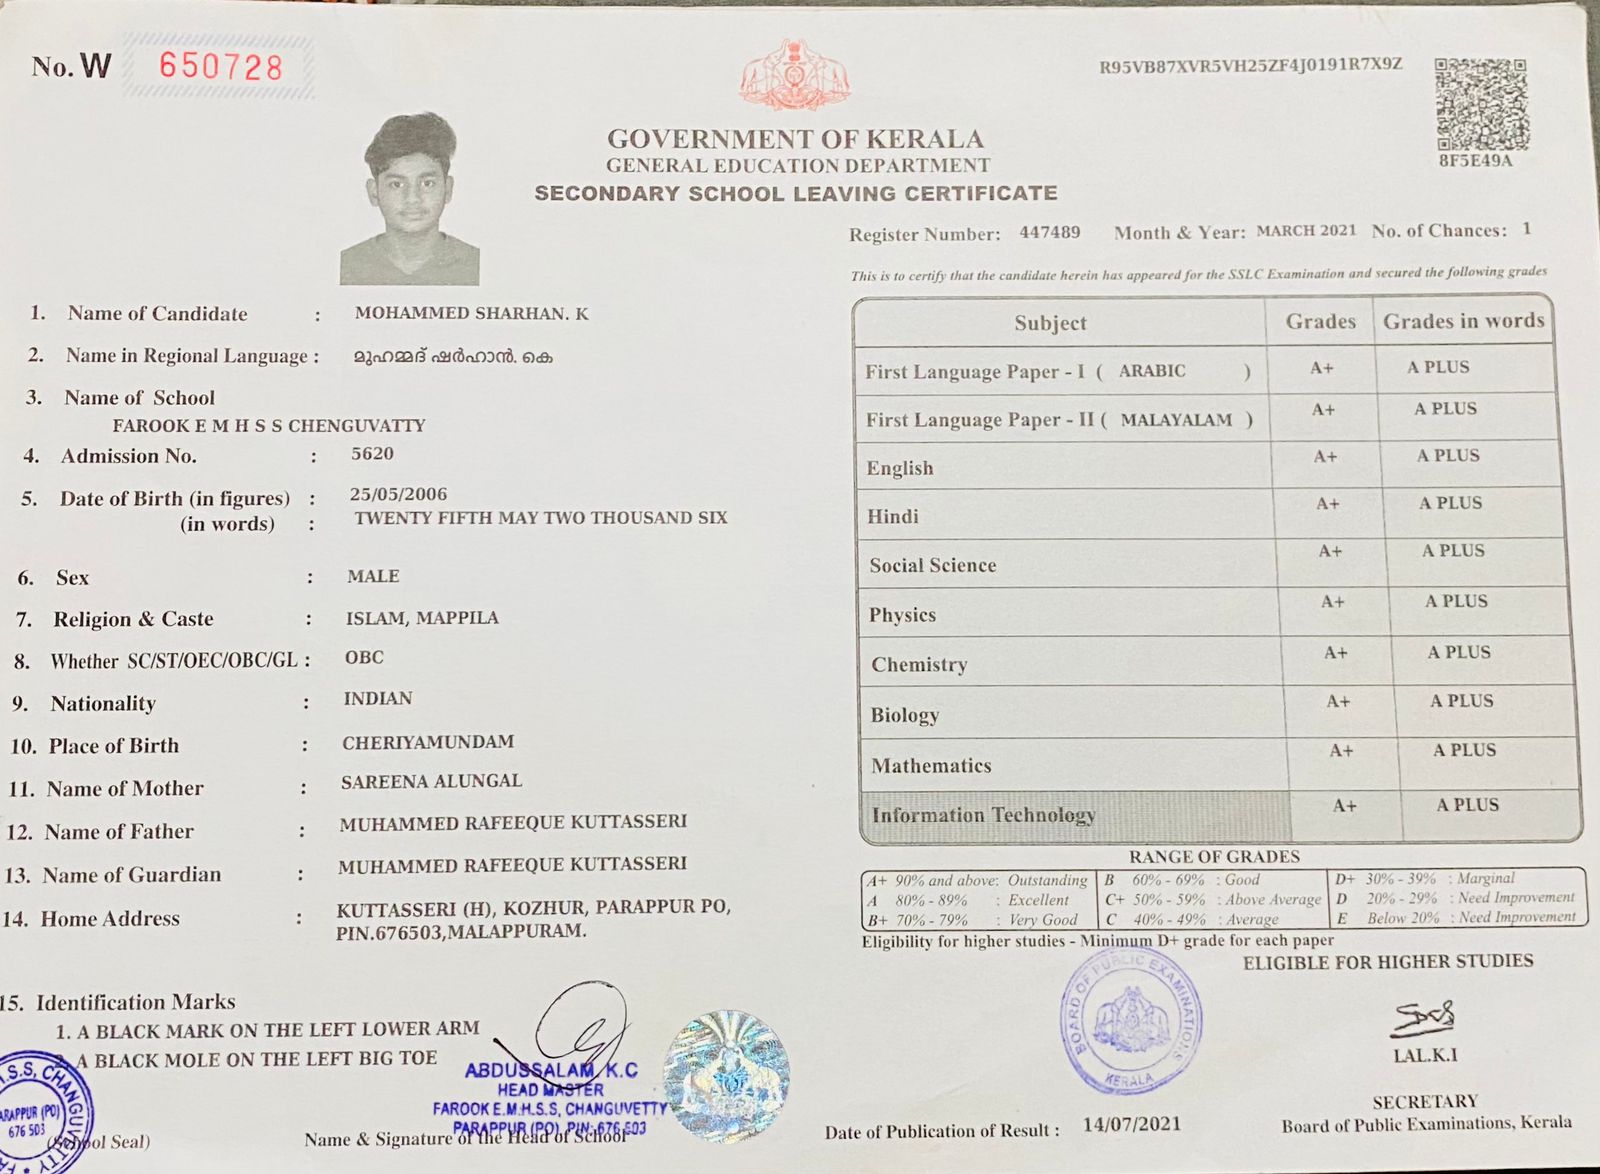 No. W 650728
R95VB87XVR5VH25ZF4J0191R7X9Z
8F5E49A
GOVERNMENT OF KERALA
GENERAL EDUCATION DEPARTMENT
SECONDARY SCHOOL LEAVING CERTIFICATE
Register Number: 447489 Month & Year: MARCH 2021 No. of Chances: 1
This is to certify that the candidate herein has appeared for the SSLC Examination and secured the following grades
1. Name of Candidate : MOHAMMED SHARHAN. K
2. Name in Regional Language : മുഹമ്മദ് ഷർഹാൻ. കെ
3. Name of School
FAROOK E M H S S CHENGUVATTY
4. Admission No. : 5620
5. Date of Birth (in figures) : 25/05/2006
(in words) : TWENTY FIFTH MAY TWO THOUSAND SIX
6. Sex : MALE
7. Religion & Caste : ISLAM, MAPPILA
8. Whether SC/ST/OEC/OBC/GL : OBC
9. Nationality : INDIAN
10. Place of Birth : CHERIYAMUNDAM
11. Name of Mother : SAREENA ALUNGAL
12. Name of Father : MUHAMMED RAFEEQUE KUTTASSERI
13. Name of Guardian : MUHAMMED RAFEEQUE KUTTASSERI
14. Home Address : KUTTASSERI (H), KOZHUR, PARAPPUR PO,
PIN.676503,MALAPPURAM.
15. Identification Marks
1. A BLACK MARK ON THE LEFT LOWER ARM
2. A BLACK MOLE ON THE LEFT BIG TOE
ABDUSSALAM, K.C
HEAD MASTER
FAROOK E.M.H.S.S, CHANGUVETTY
PARAPPUR (PO), PIN: 676 503
.S.S, CHANGUVETTY
ARAPPUR (PO)
676 503
(School Seal)
Name & Signature of the Head of School
Subject Grades Grades in words
First Language Paper - I ( ARABIC ) A+ A PLUS
First Language Paper - II ( MALAYALAM ) A+ A PLUS
English A+ A PLUS
Hindi A+ A PLUS
Social Science A+ A PLUS
Physics A+ A PLUS
Chemistry A+ A PLUS
Biology A+ A PLUS
Mathematics A+ A PLUS
Information Technology A+ A PLUS
RANGE OF GRADES
A+ 90% and above: Outstanding B 60% - 69% : Good D+ 30% - 39% : Marginal
A 80% - 89% : Excellent C+ 50% - 59% : Above Average D 20% - 29% : Need Improvement
B+ 70% - 79% : Very Good C 40% - 49% : Average E Below 20% : Need Improvement
Eligibility for higher studies - Minimum D+ grade for each paper
ELIGIBLE FOR HIGHER STUDIES
BOARD OF PUBLIC EXAMINATIONS
KERALA
LAL.K.I
SECRETARY
Board of Public Examinations, Kerala
Date of Publication of Result : 14/07/2021